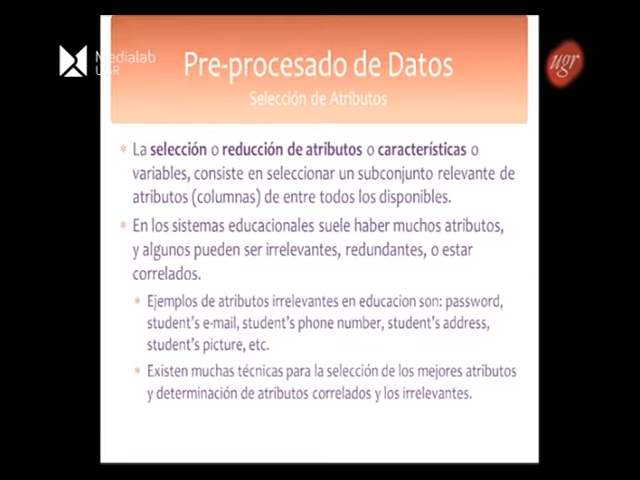 Medialab
UGR
ugr
Pre-procesado de Datos
Selección de Atributos
* La selección o reducción de atributos o características o
variables, consiste en seleccionar un subconjunto relevante de
atributos (columnas) de entre todos los disponibles.
* En los sistemas educacionales suele haber muchos atributos,
y algunos pueden ser irrelevantes, redundantes, o estar
correlados.
* Ejemplos de atributos irrelevantes en educacion son: password,
student's e-mail, student's phone number, student's address,
student's picture, etc.
* Existen muchas técnicas para la selección de los mejores atributos
y determinación de atributos correlados y los irrelevantes.